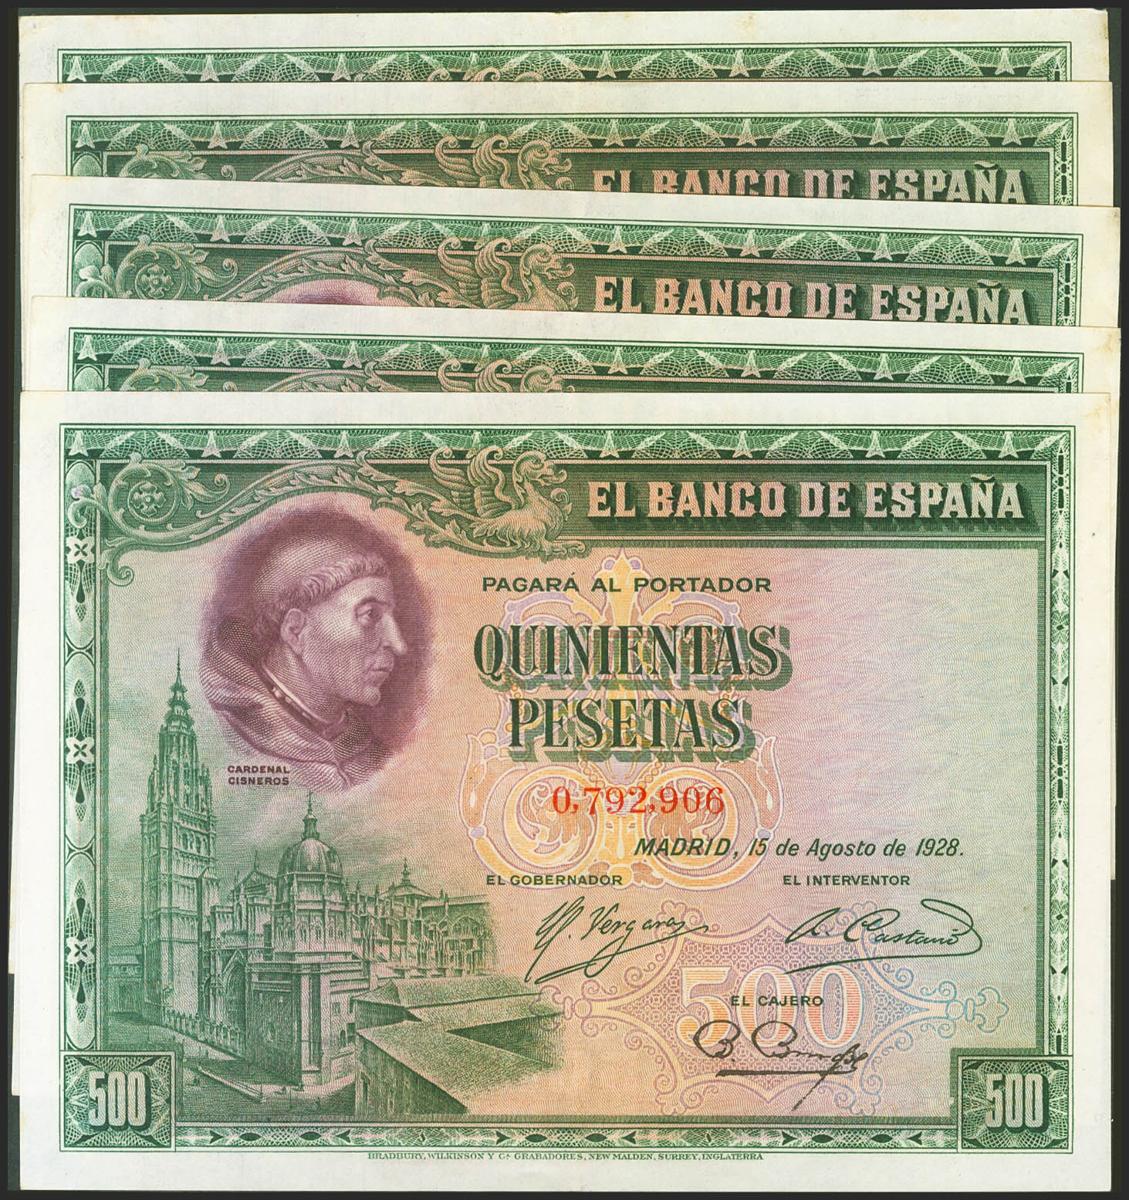 EL BANCO DE ESPAÑA
EL BANCO DE ESPAÑA
EL BANCO DE ESPAÑA
PAGARÁ AL PORTADOR
QUINIENTAS
PESETAS
CARDENAL
CISNEROS
0,792,906
MADRID, 15 de Agosto de 1928.
EL GOBERNADOR
EL INTERVENTOR
Vergara
500
EL CAJERO
500
500
BRADBURY, WILKINSON Y Cª GRABADORES, NEW MALDEN, SURREY, INGLATERRA